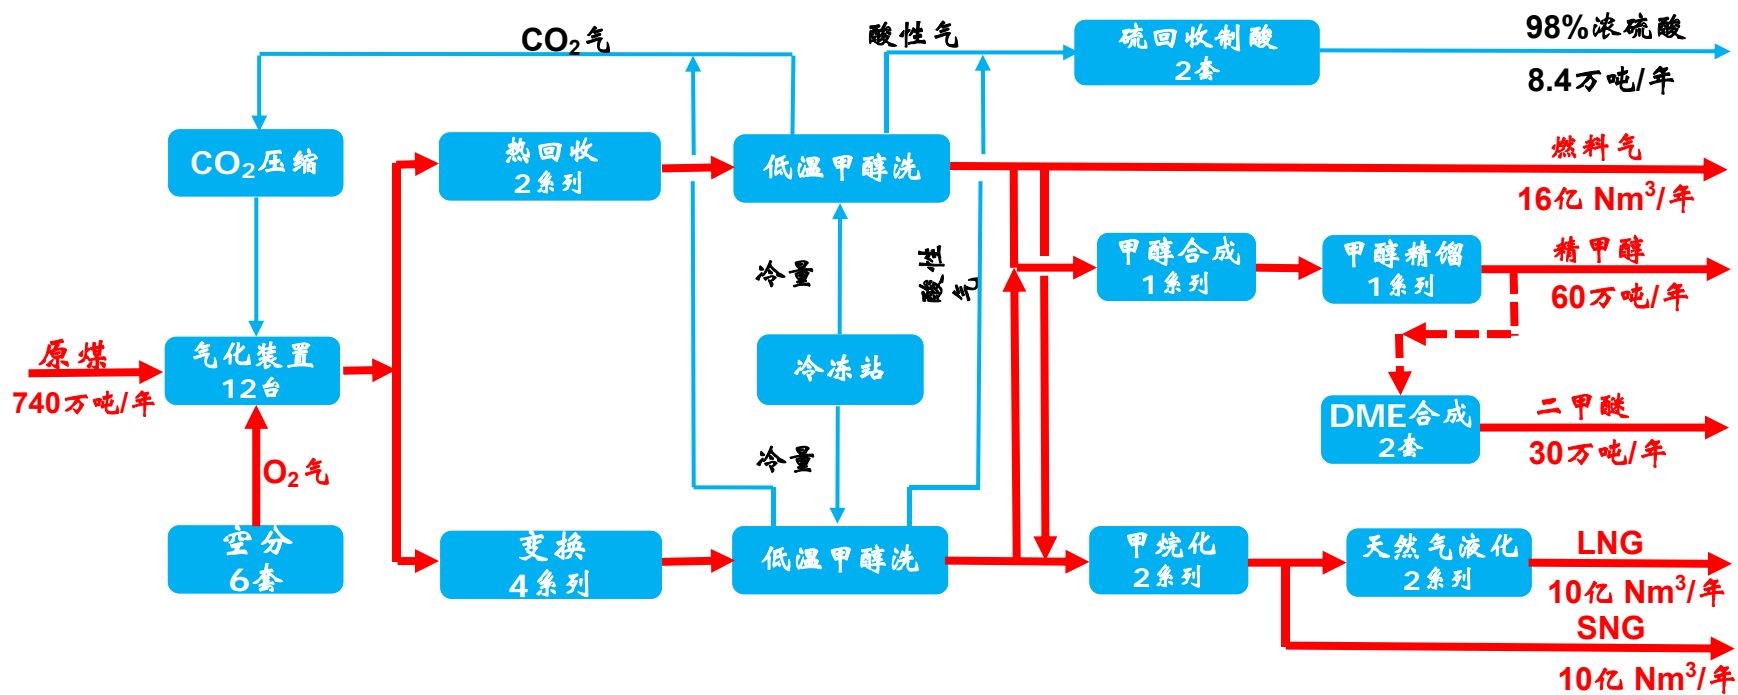 CO₂气
酸性气
硫回收制酸
2套
98%浓硫酸
8.4万吨/年
CO₂压缩
热回收
2系列
低温甲醇洗
燃料气
16亿 Nm³/年
冷量
酸性
气
甲醇合成
1系列
甲醇精馏
1系列
精甲醇
60万吨/年
原煤
740万吨/年
气化装置
12台
冷冻站
DME合成
2套
二甲醚
30万吨/年
O₂气
冷量
空分
6套
变换
4系列
低温甲醇洗
甲烷化
2系列
天然气液化
2系列
LNG
10亿 Nm³/年
SNG
10亿 Nm³/年